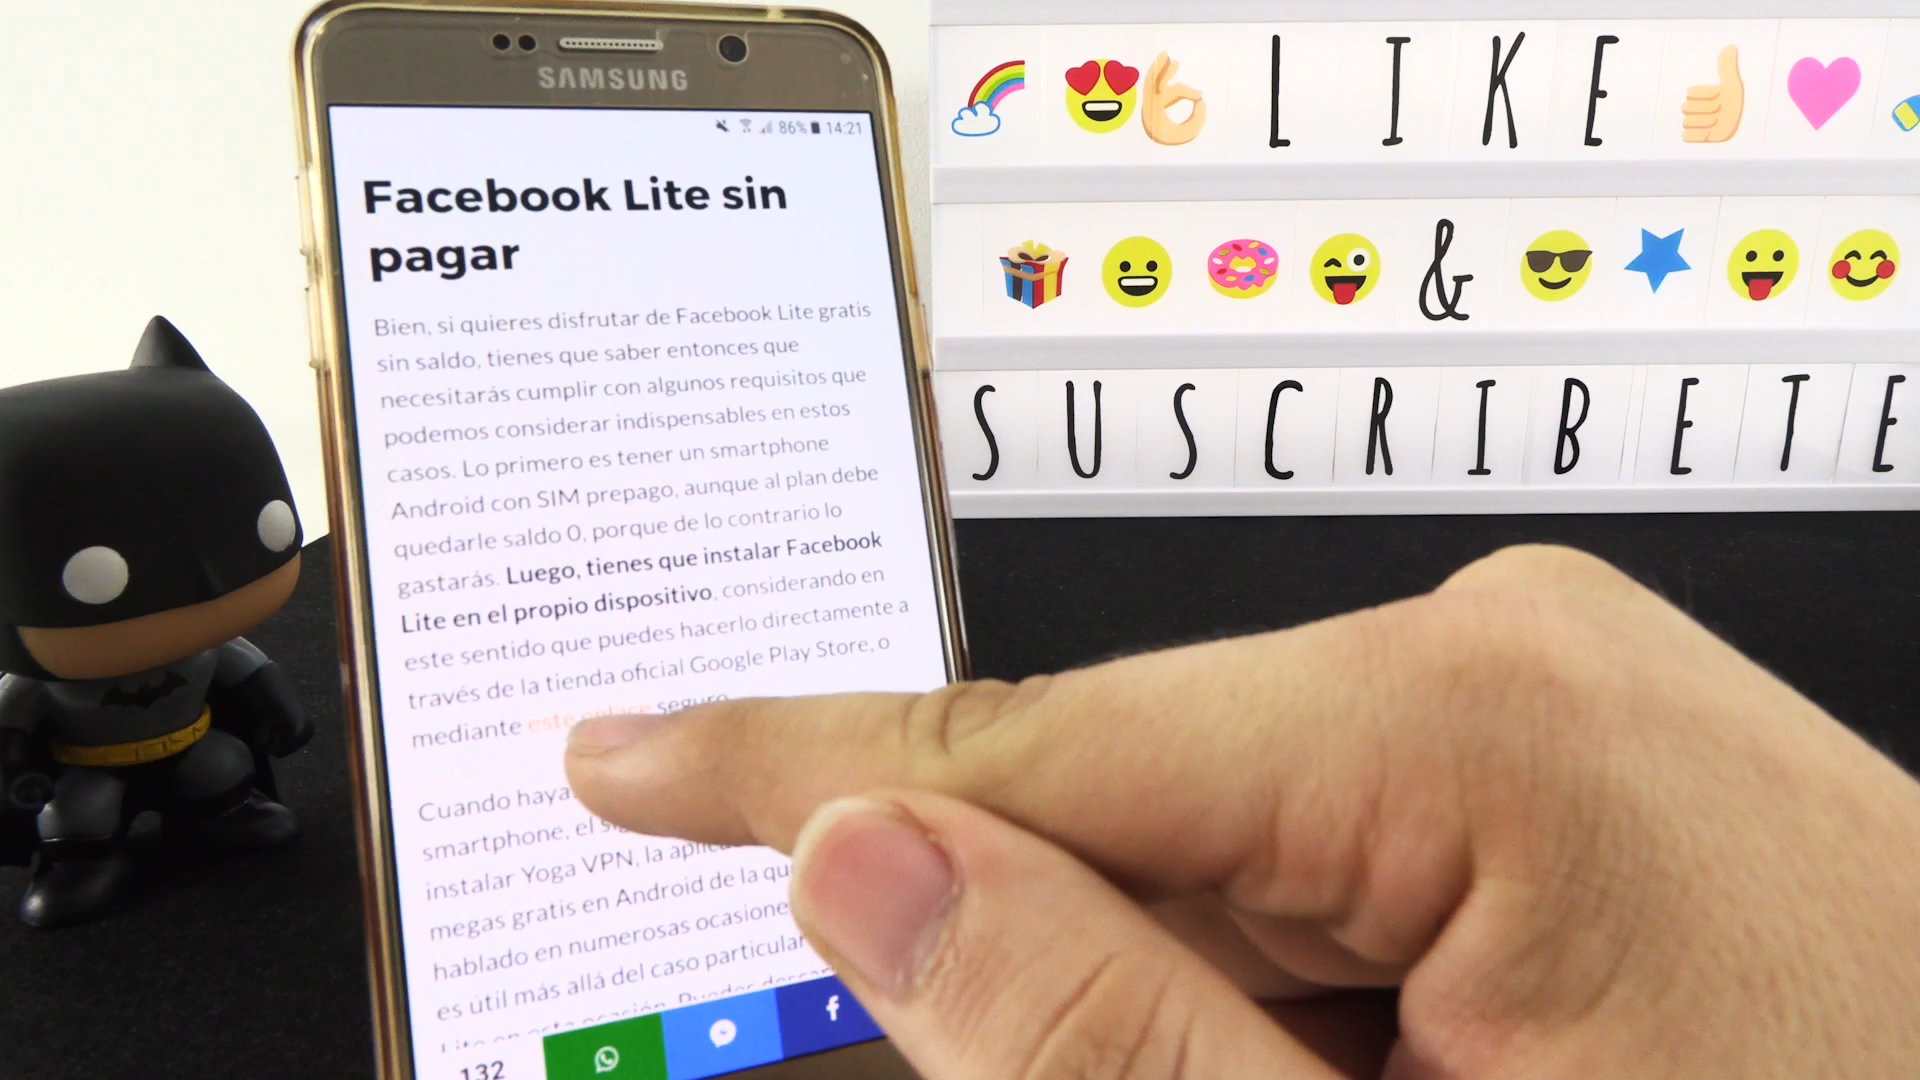 SAMSUNG
86% 14:21
Facebook Lite sin
pagar
Bien, si quieres disfrutar de Facebook Lite gratis
sin saldo, tienes que saber entonces que
necesitarás cumplir con algunos requisitos que
podemos considerar indispensables en estos
casos. Lo primero es tener un smartphone
Android con SIM prepago, aunque al plan debe
quedarle saldo 0, porque de lo contrario lo
gastarás. Luego, tienes que instalar Facebook
Lite en el propio dispositivo, considerando en
este sentido que puedes hacerlo directamente a
través de la tienda oficial Google Play Store, o
mediante este enlace seguro
Cuando haya
smartphone, el
instalar Yoga VPN, la
megas gratis en Android de la
hablado en numerosas
es útil más allá del caso
132
LIKE
&
SUSCRIBETE